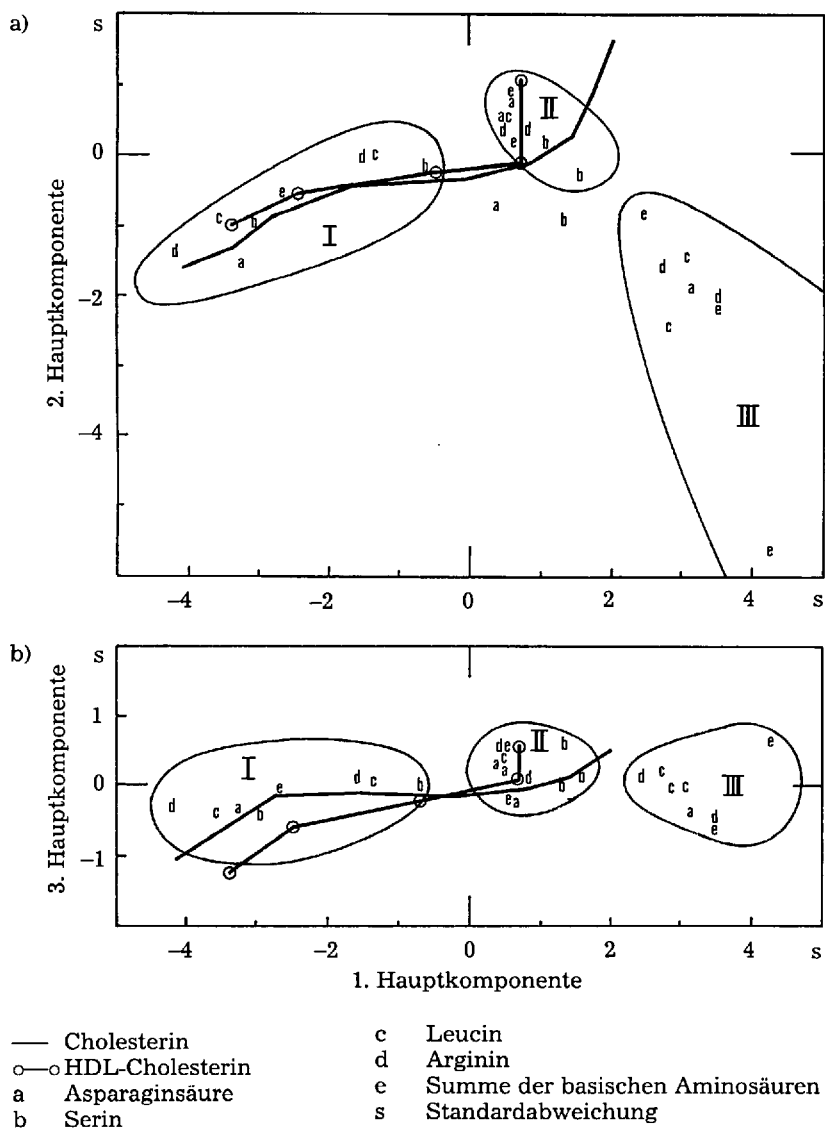 a)
s
0
−2
−4
2. Hauptkomponente
I
II
III
d
c
b
e
c
b
d
a
e
a
a c
d
d
e
b
b
a
b
e
c
d
a
d
e
c
e
−4
−2
0
2
s
b)
s
1
0
−1
3. Hauptkomponente
I
II
III
d
c
a
b
e
d
c
b
d e
c
a
a
d
e a
b
b
b
d
c
c
c
a
d
e
e
−4
−2
0
2
4
s
1. Hauptkomponente
Cholesterin
HDL-Cholesterin
a Asparaginsäure
b Serin
c Leucin
d Arginin
e Summe der basischen Aminosäuren
s Standardabweichung